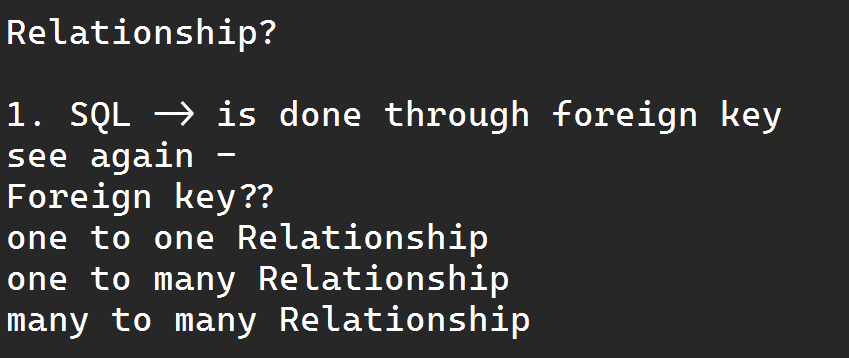 Relationship?
1. SQL -> is done through foreign key
see again -
Foreign key??
one to one Relationship
one to many Relationship
many to many Relationship